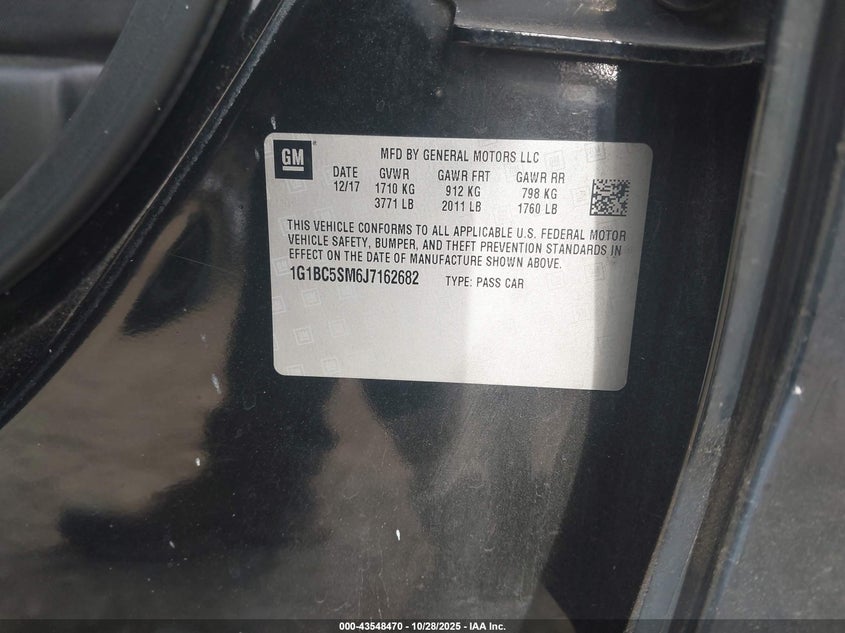 GM
MFD BY GENERAL MOTORS LLC
DATE GVWR GAWR FRT GAWR RR
12/17 1710 KG 912 KG 798 KG
3771 LB 2011 LB 1760 LB
THIS VEHICLE CONFORMS TO ALL APPLICABLE U.S. FEDERAL MOTOR
VEHICLE SAFETY, BUMPER, AND THEFT PREVENTION STANDARDS IN
EFFECT ON THE DATE OF MANUFACTURE SHOWN ABOVE.
1G1BC5SM6J7162682 TYPE: PASS CAR
000-43548470 - 10/28/2025 - IAA Inc.